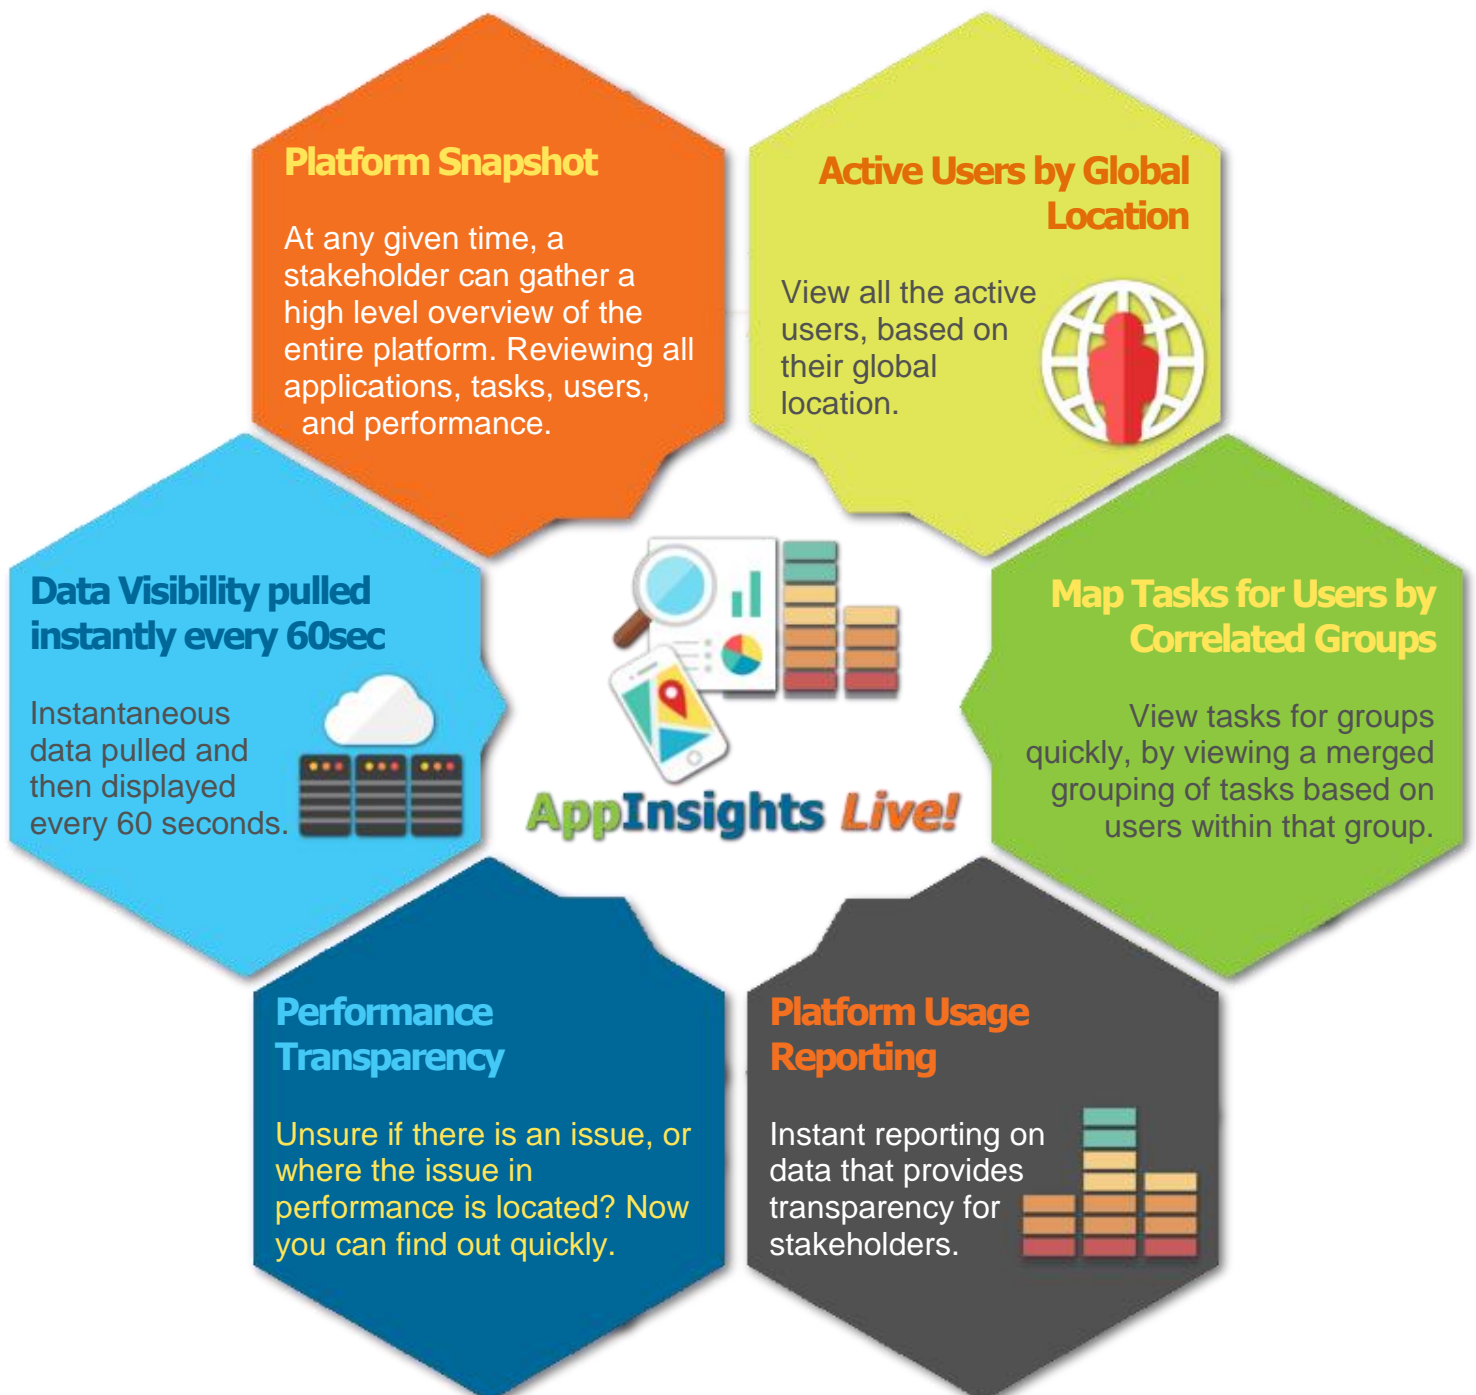 Platform Snapshot
At any given time, a
stakeholder can gather a
high level overview of the
entire platform. Reviewing all
applications, tasks, users,
and performance.
Active Users by Global
Location
View all the active
users, based on
their global
location.
Data Visibility pulled
instantly every 60sec
Instantaneous
data pulled and
then displayed
every 60 seconds.
AppInsights Live!
Map Tasks for Users by
Correlated Groups
View tasks for groups
quickly, by viewing a merged
grouping of tasks based on
users within that group.
Performance
Transparency
Unsure if there is an issue, or
where the issue in
performance is located? Now
you can find out quickly.
Platform Usage
Reporting
Instant reporting on
data that provides
transparency for
stakeholders.